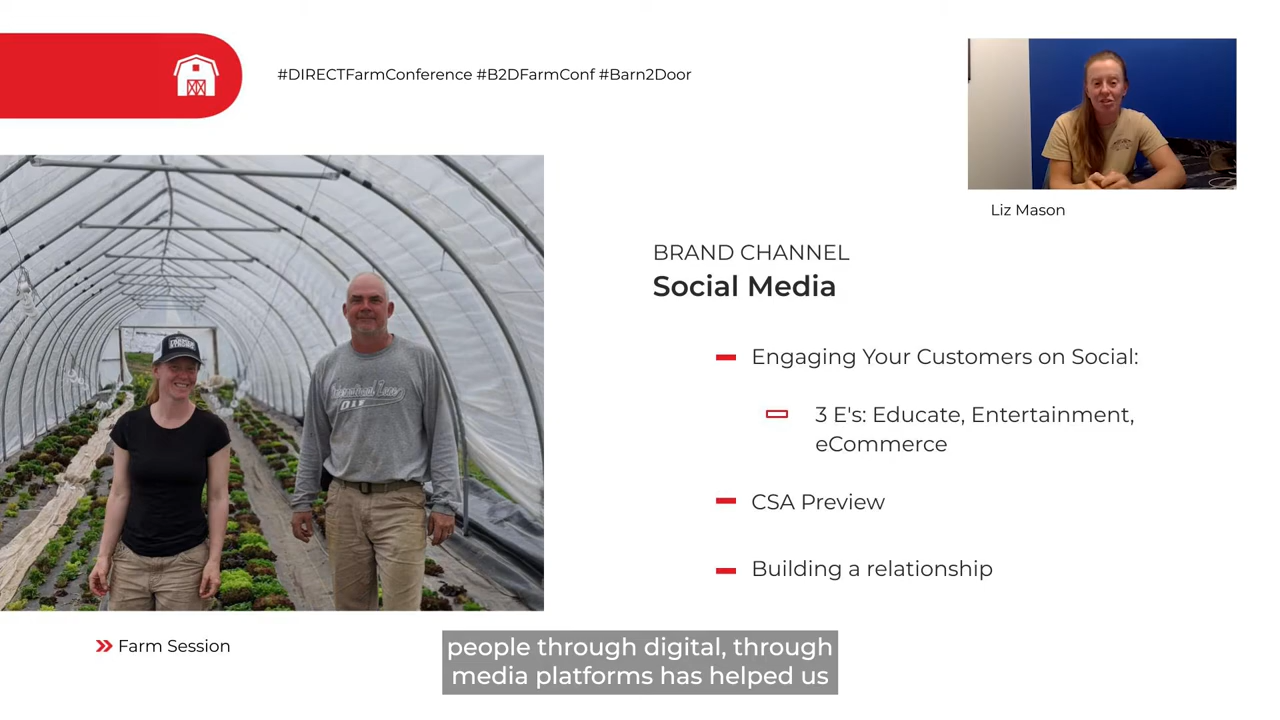 #DIRECTFarmConference #B2DFarmConf #Barn2Door
Liz Mason
BRAND CHANNEL
Social Media
Engaging Your Customers on Social:
3 E's: Educate, Entertainment,
eCommerce
CSA Preview
Building a relationship
Farm Session
people through digital, through
media platforms has helped us